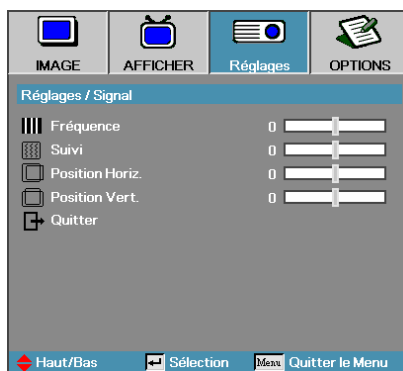 IMAGE AFFICHER Réglages OPTIONS
Réglages / Signal
Fréquence 0
Suivi 0
Position Horiz. 0
Position Vert. 0
Quitter
Haut/Bas Sélection Menu Quitter le Menu